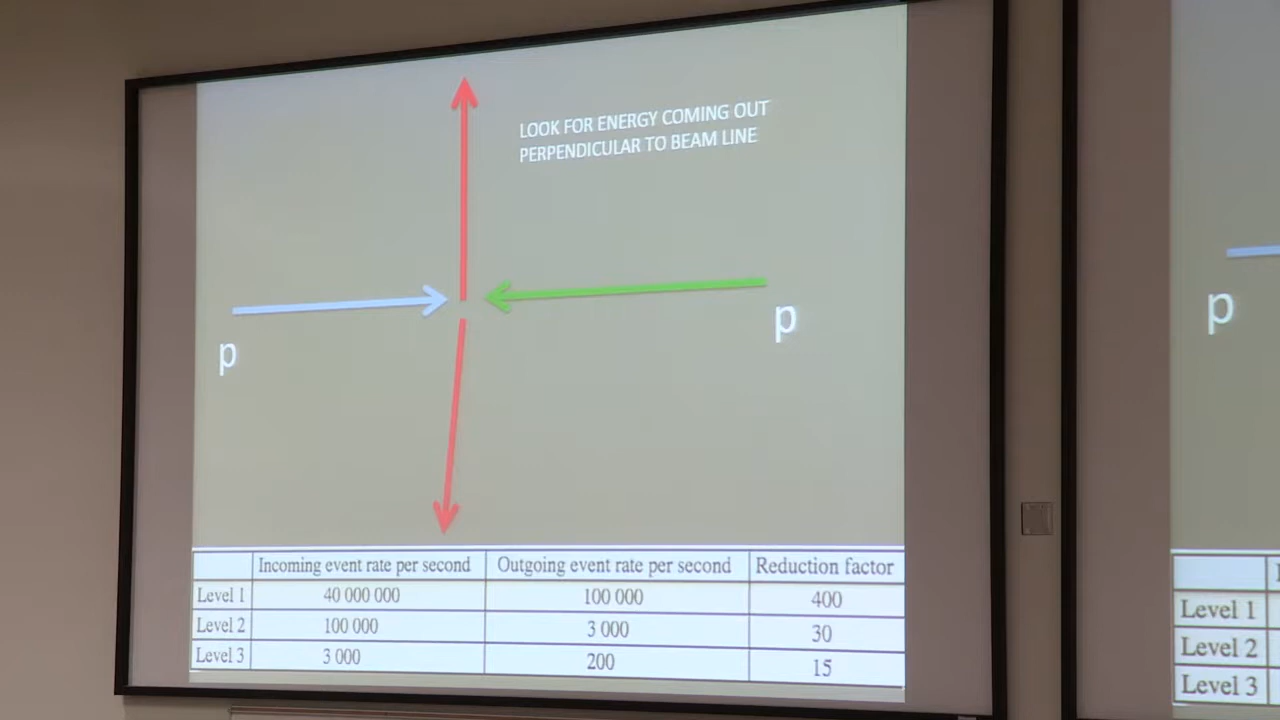 LOOK FOR ENERGY COMING OUT
PERPENDICULAR TO BEAM LINE
p
p
Incoming event rate per second Outgoing event rate per second Reduction factor
Level 1 40 000 000 100 000 400
Level 2 100 000 3 000 30
Level 3 3 000 200 15
p
Level 1
Level 2
Level 3